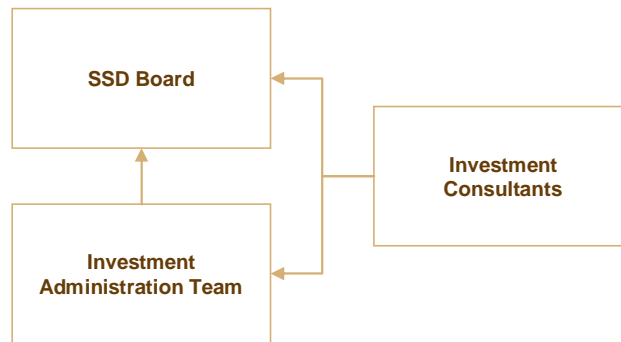 SSD Board
Investment
Consultants
Investment
Administration Team